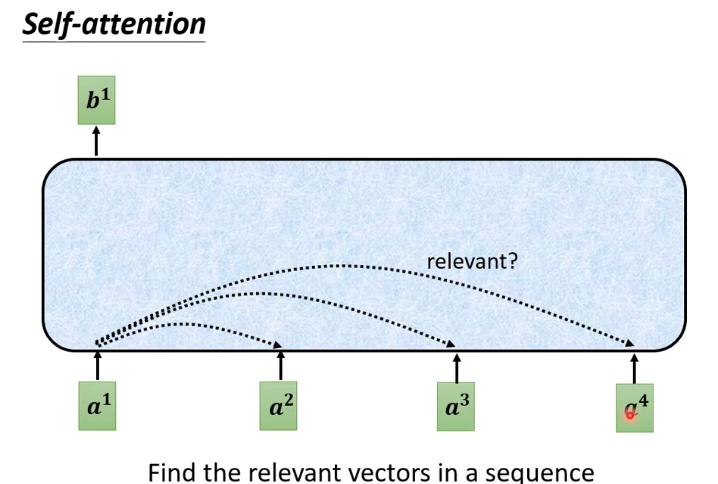 Self-attention
b¹
relevant?
a¹ a² a³ a⁴
Find the relevant vectors in a sequence